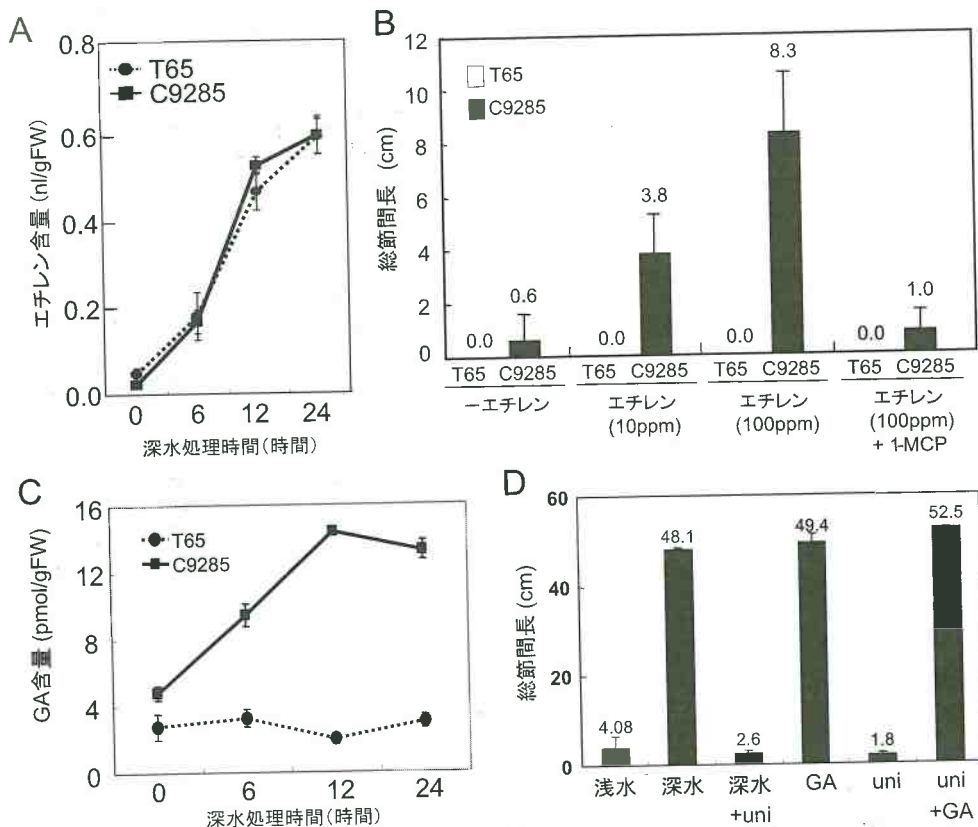 A
0.8
0.6
0.4
0.2
0.0
エチレン含量 (nl/gFW)
T65
C9285
0 6 12 24
深水処理時間(時間)
B
12
10
8
6
4
2
0
総節間長 (cm)
T65
C9285
0.0 0.6 0.0 3.8 0.0 8.3 0.0 1.0
T65 C9285 T65 C9285 T65 C9285 T65 C9285
−エチレン
エチレン
(10ppm)
エチレン
(100ppm)
エチレン
(100ppm)
+ 1-MCP
C
16
12
8
4
0
GA含量 (pmol/gFW)
T65
C9285
0 6 12 24
深水処理時間(時間)
D
60
40
20
0
総節間長 (cm)
4.08 48.1 2.6 49.4 1.8 52.5
浅水 深水 深水 GA uni uni
+uni +GA